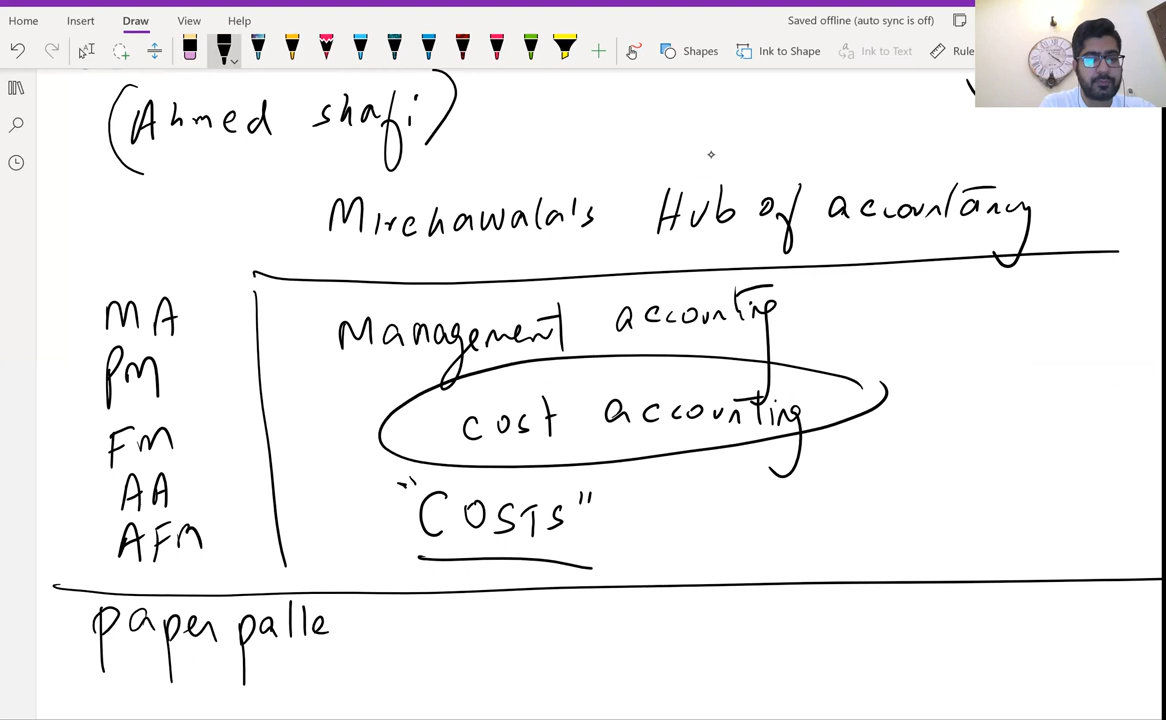 Home Insert Draw View Help Saved offline (auto sync is off)
Shapes Ink to Shape Ink to Text Rule
(Ahmed shafi)
Mirchawala's Hub of accountancy
MA
PM
FM
AA
AFM
Management accounting
cost accounting
"COSTS"
paper palle